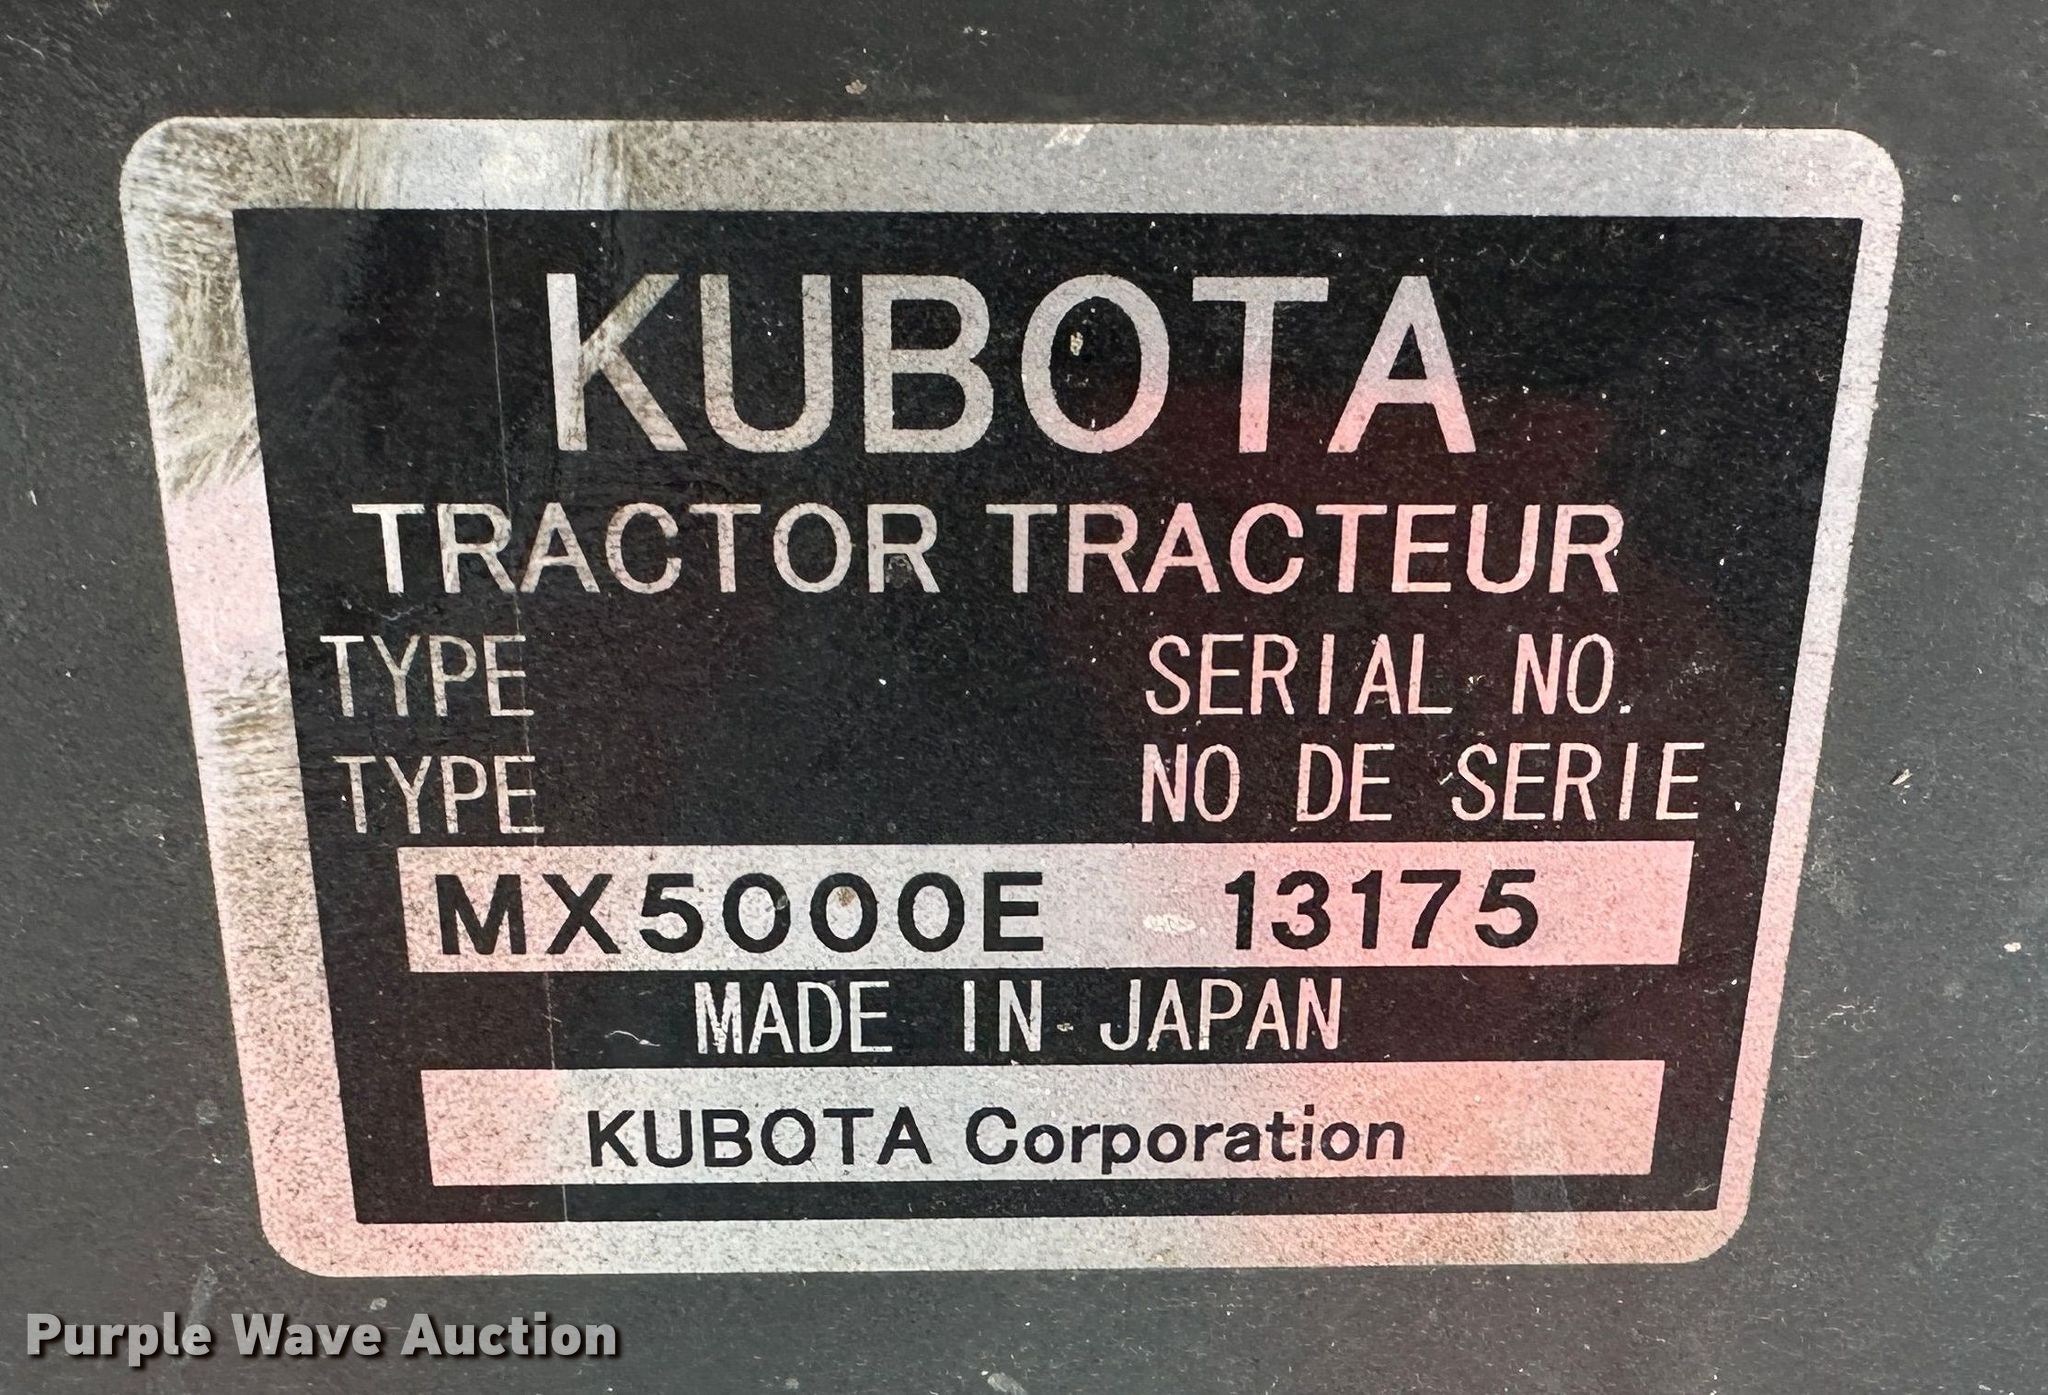 KUBOTA
TRACTOR TRACTEUR
TYPE SERIAL NO.
TYPE NO DE SERIE
MX5000E 13175
MADE IN JAPAN
KUBOTA Corporation
Purple Wave Auction